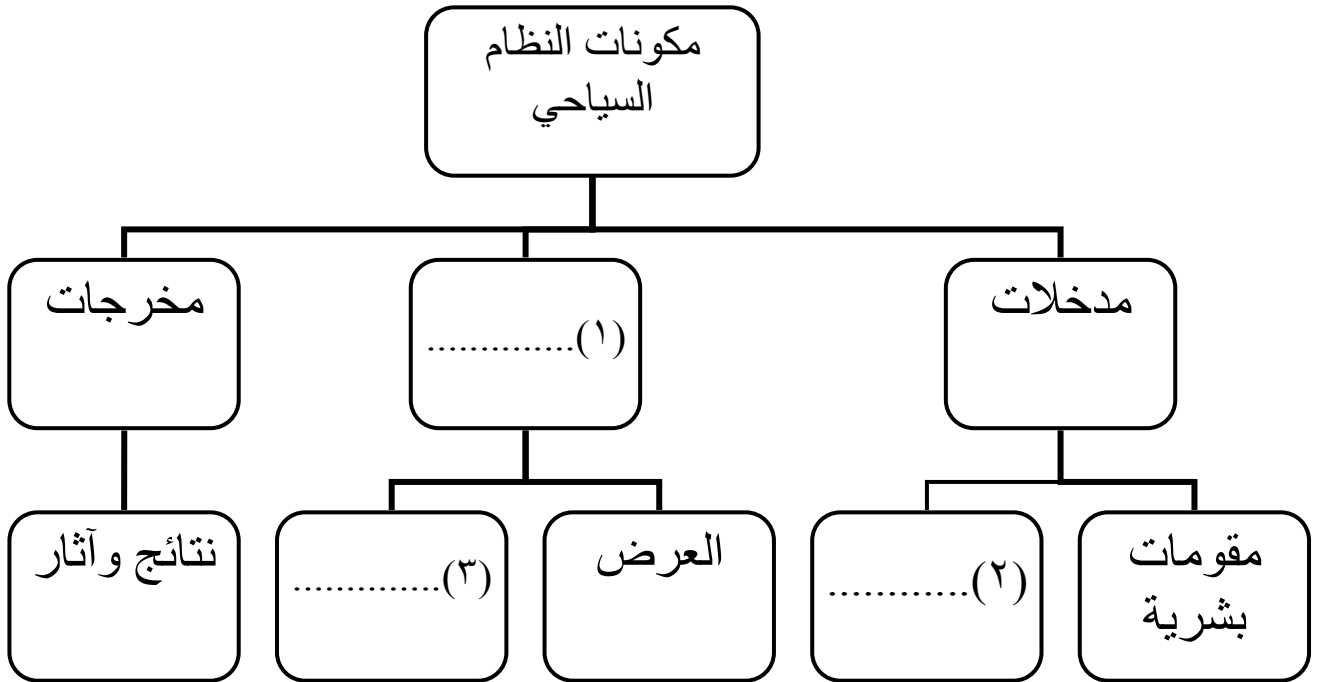 مكونات النظام
السياحي
مدخلات
(١)..............
مخرجات
مقومات
بشرية
(٢)............
العرض
(٣)..............
نتائج وآثار